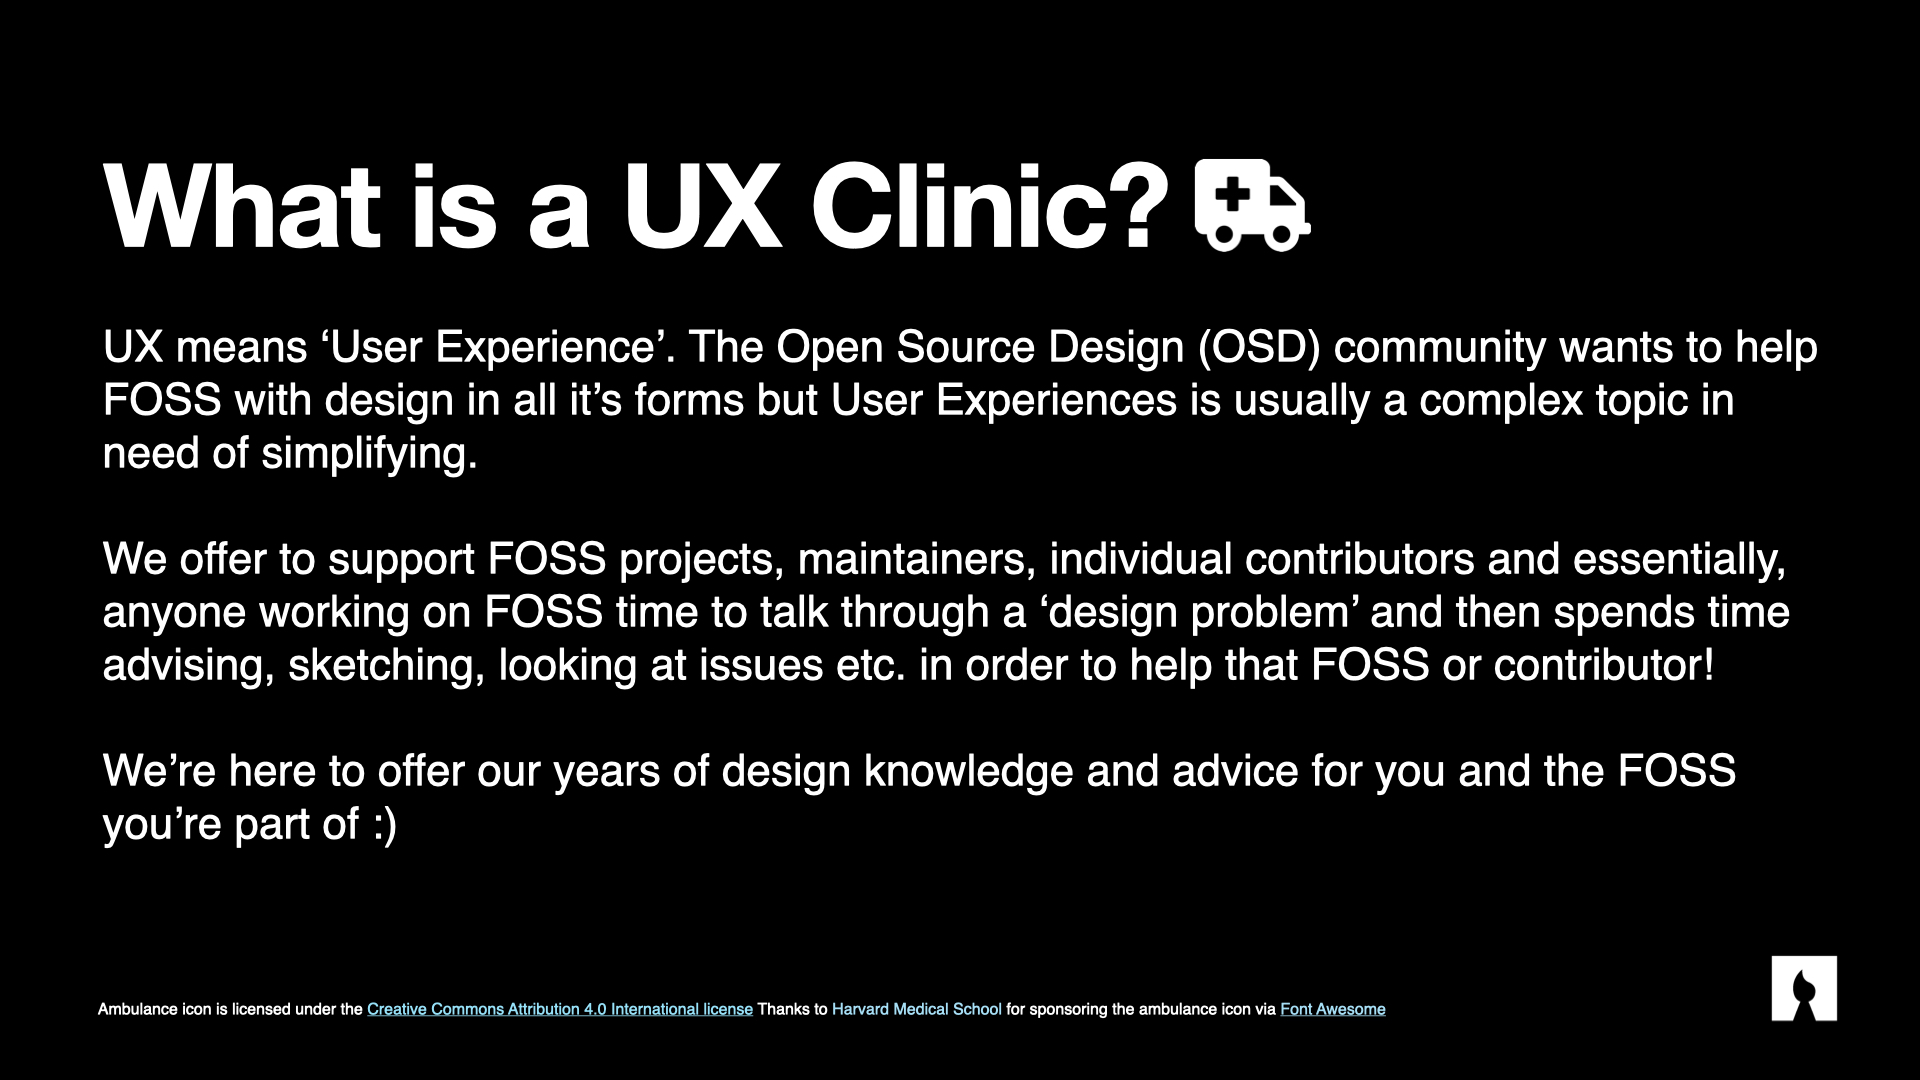 What is a UX Clinic?
UX means ‘User Experience’. The Open Source Design (OSD) community wants to help
FOSS with design in all it’s forms but User Experiences is usually a complex topic in
need of simplifying.
We offer to support FOSS projects, maintainers, individual contributors and essentially,
anyone working on FOSS time to talk through a ‘design problem’ and then spends time
advising, sketching, looking at issues etc. in order to help that FOSS or contributor!
We’re here to offer our years of design knowledge and advice for you and the FOSS
you’re part of :)
Ambulance icon is licensed under the Creative Commons Attribution 4.0 International license Thanks to Harvard Medical School for sponsoring the ambulance icon via Font Awesome